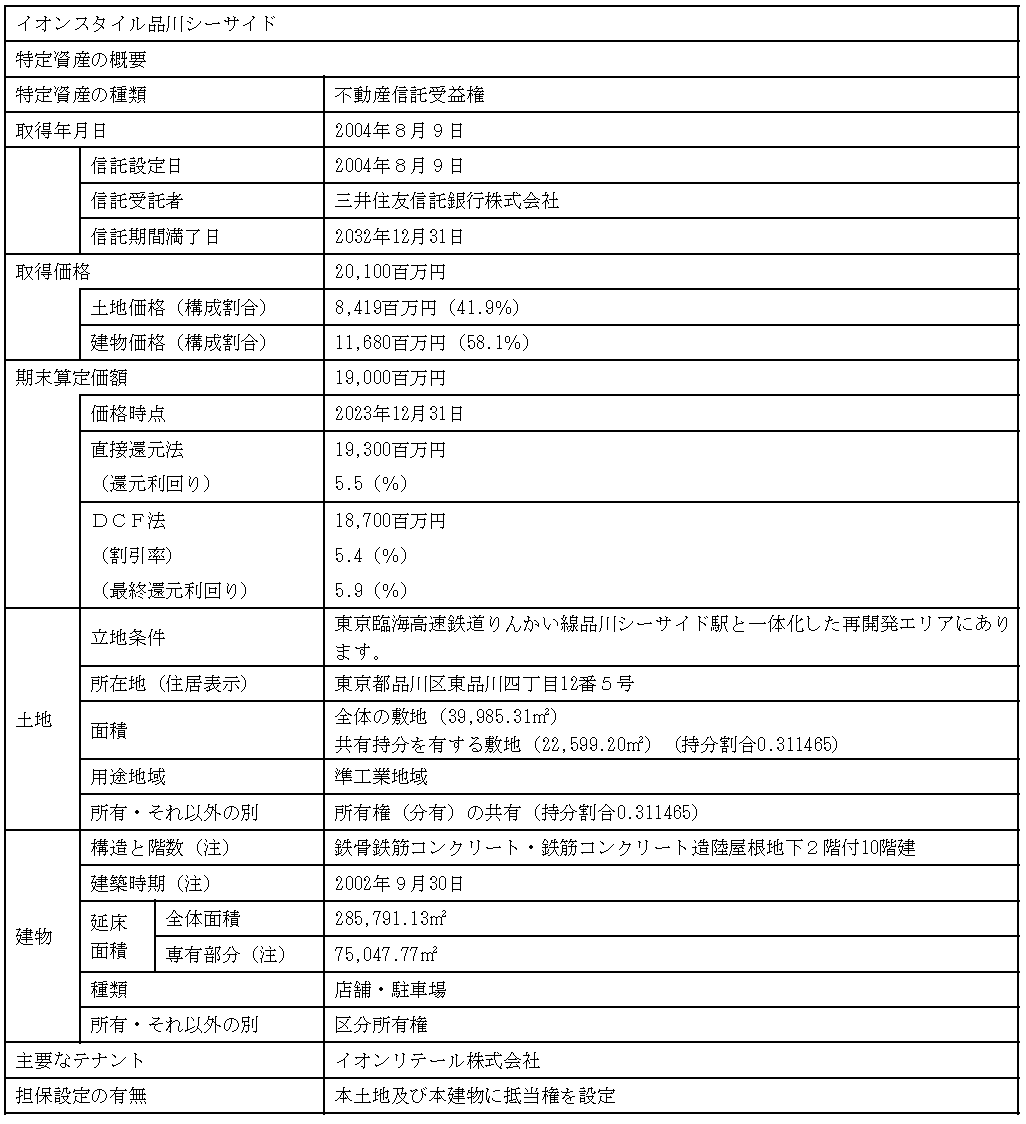 イオンスタイル品川シーサイド
特定資産の概要
特定資産の種類 不動産信託受益権
取得年月日 2004年８月９日
信託設定日 2004年８月９日
信託受託者 三井住友信託銀行株式会社
信託期間満了日 2032年12月31日
取得価格 20,100百万円
土地価格（構成割合） 8,419百万円（41.9％）
建物価格（構成割合） 11,680百万円（58.1％）
期末算定価額 19,000百万円
価格時点 2023年12月31日
直接還元法 19,300百万円
（還元利回り） 5.5（％）
ＤＣＦ法 18,700百万円
（割引率） 5.4（％）
（最終還元利回り） 5.9（％）
土地
立地条件 東京臨海高速鉄道りんかい線品川シーサイド駅と一体化した再開発エリアにあり
ます。
所在地（住居表示） 東京都品川区東品川四丁目12番５号
面積 全体の敷地（39,985.31㎡）
共有持分を有する敷地（22,599.20㎡）（持分割合0.311465）
用途地域 準工業地域
所有・それ以外の別 所有権（分有）の共有（持分割合0.311465）
建物
構造と階数（注） 鉄骨鉄筋コンクリート・鉄筋コンクリート造陸屋根地下２階付10階建
建築時期（注） 2002年９月30日
延床
面積
全体面積 285,791.13㎡
専有部分（注） 75,047.77㎡
種類 店舗・駐車場
所有・それ以外の別 区分所有権
主要なテナント イオンリテール株式会社
担保設定の有無 本土地及び本建物に抵当権を設定